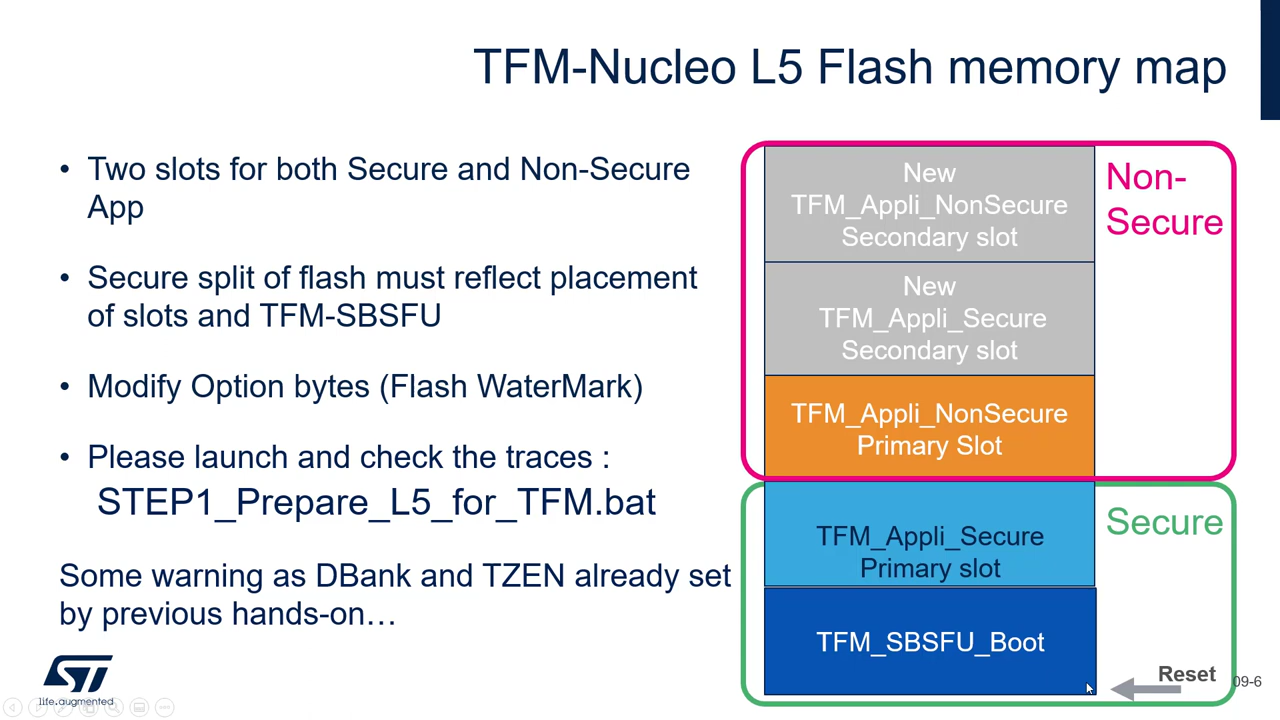 TFM-Nucleo L5 Flash memory map
• Two slots for both Secure and Non-Secure
App
• Secure split of flash must reflect placement
of slots and TFM-SBSFU
• Modify Option bytes (Flash WaterMark)
• Please launch and check the traces :
STEP1_Prepare_L5_for_TFM.bat
Some warning as DBank and TZEN already set
by previous hands-on…
New
TFM_Appli_NonSecure
Secondary slot
New
TFM_Appli_Secure
Secondary slot
TFM_Appli_NonSecure
Primary Slot
TFM_Appli_Secure
Primary slot
TFM_SBSFU_Boot
Non-
Secure
Secure
Reset
09-6
ST
life.augmented